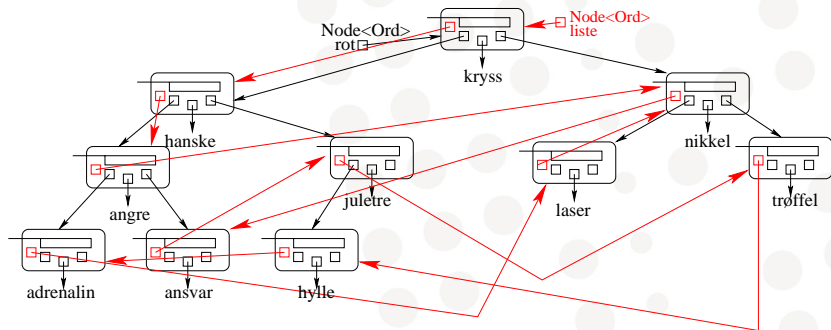 Node<Ord>
liste
Node<Ord>
rot
kryss
hanske
nikkel
angre
juletre
laser
trøffel
adrenalin
ansvar
hylle